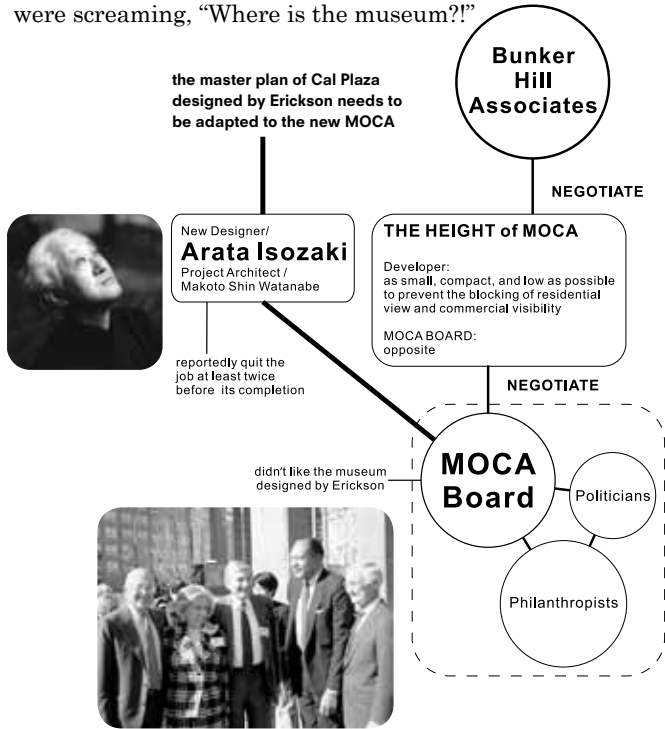 were screaming, “Where is the museum?!”
the master plan of Cal Plaza
designed by Erickson needs to
be adapted to the new MOCA
Bunker
Hill
Associates
NEGOTIATE
New Designer/
Arata Isozaki
Project Architect /
Makoto Shin Watanabe
THE HEIGHT of MOCA
Developer:
as small, compact, and low as possible
to prevent the blocking of residential
view and commercial visibility
MOCA BOARD:
opposite
reportedly quit the
job at least twice
before its completion
NEGOTIATE
didn't like the museum
designed by Erickson
MOCA
Board
Politicians
Philanthropists